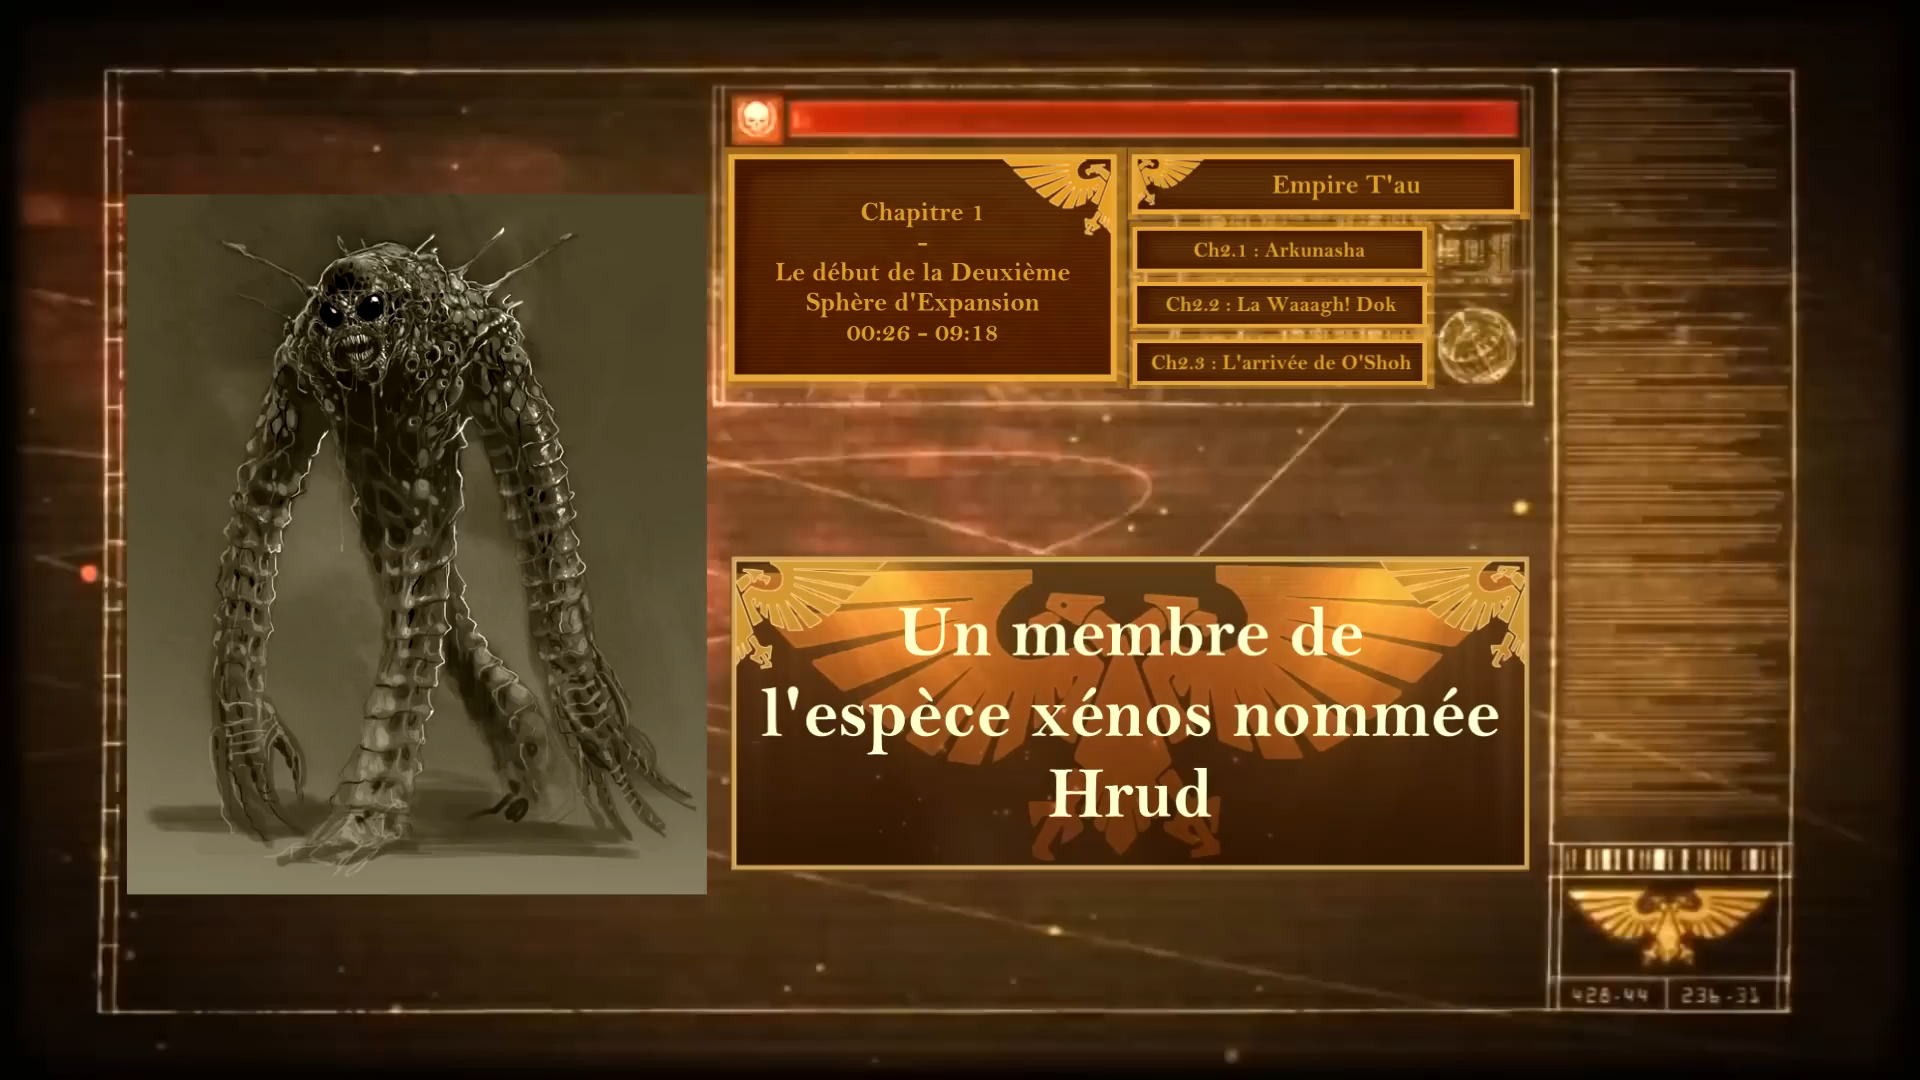 Chapitre 1
-
Le début de la Deuxième
Sphère d'Expansion
00:26 - 09:18
Empire T'au
Ch2.1 : Arkunasha
Ch2.2 : La Waaagh! Dok
Ch2.3 : L'arrivée de O'Shoh
Un membre de
l'espèce xénos nommée
Hrud
428-44
236-31